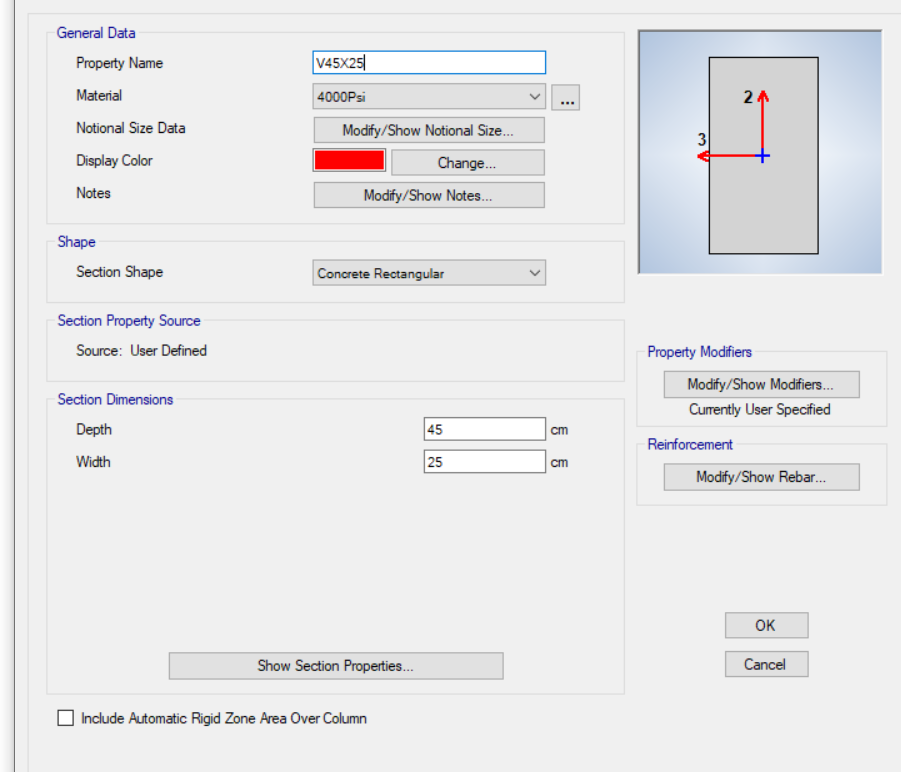 General Data
Property Name V45X25
Material 4000Psi ...
Notional Size Data Modify/Show Notional Size...
Display Color Change...
Notes Modify/Show Notes...
2
3
Shape
Section Shape Concrete Rectangular
Section Property Source
Source: User Defined
Property Modifiers
Modify/Show Modifiers...
Currently User Specified
Section Dimensions
Depth 45 cm
Width 25 cm
Reinforcement
Modify/Show Rebar...
OK
Show Section Properties...
Cancel
Include Automatic Rigid Zone Area Over Column